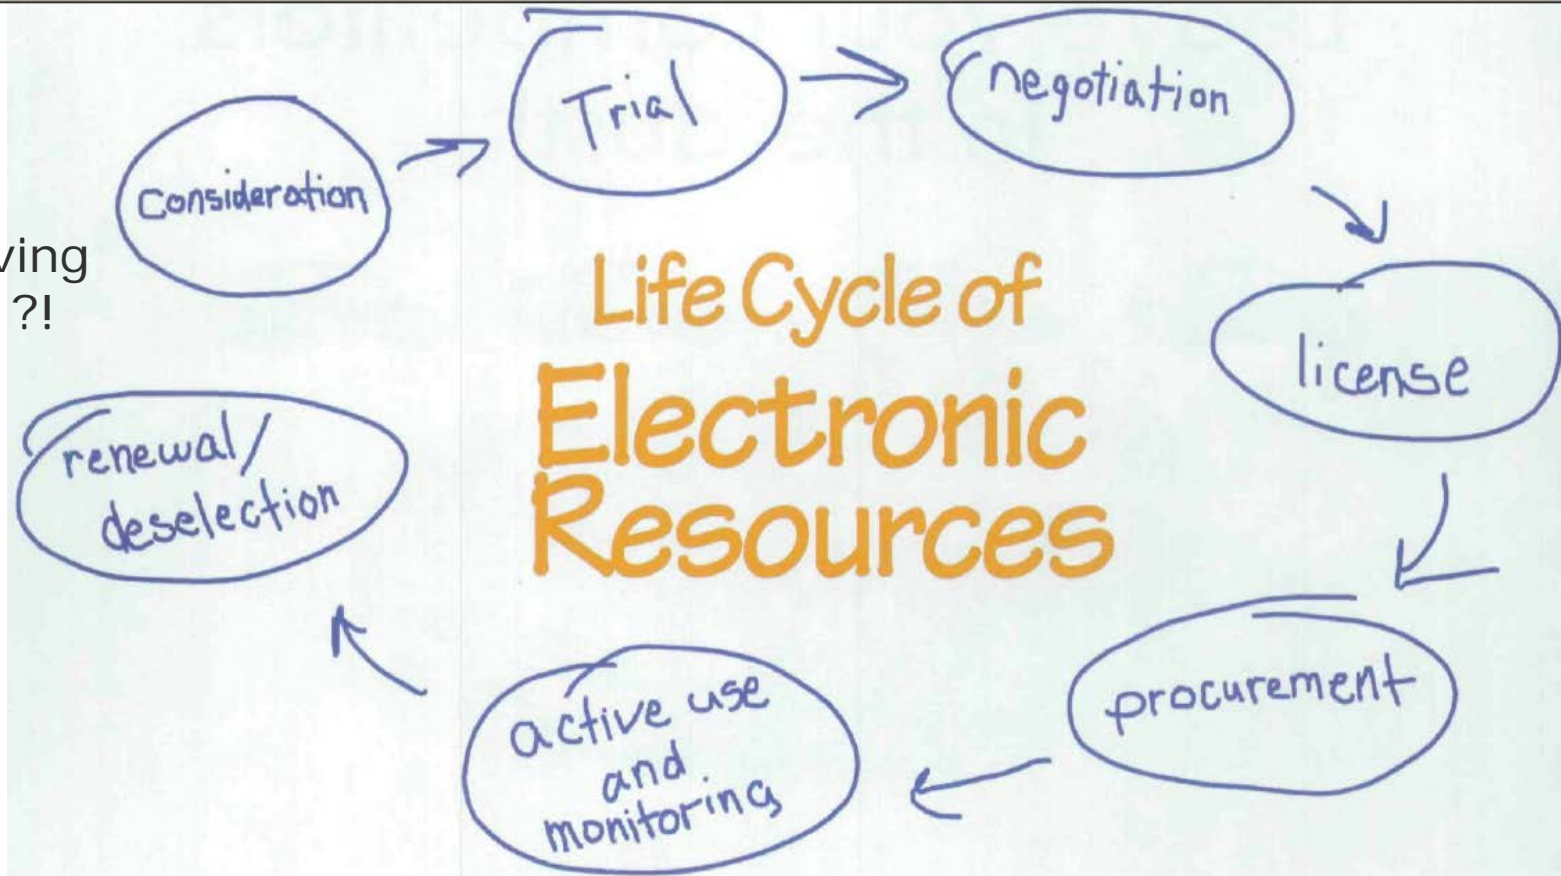 Trial
negotiation
consideration
?!
Life Cycle of
Electronic
Resources
license
renewal/
deselection
procurement
active use
and
monitoring